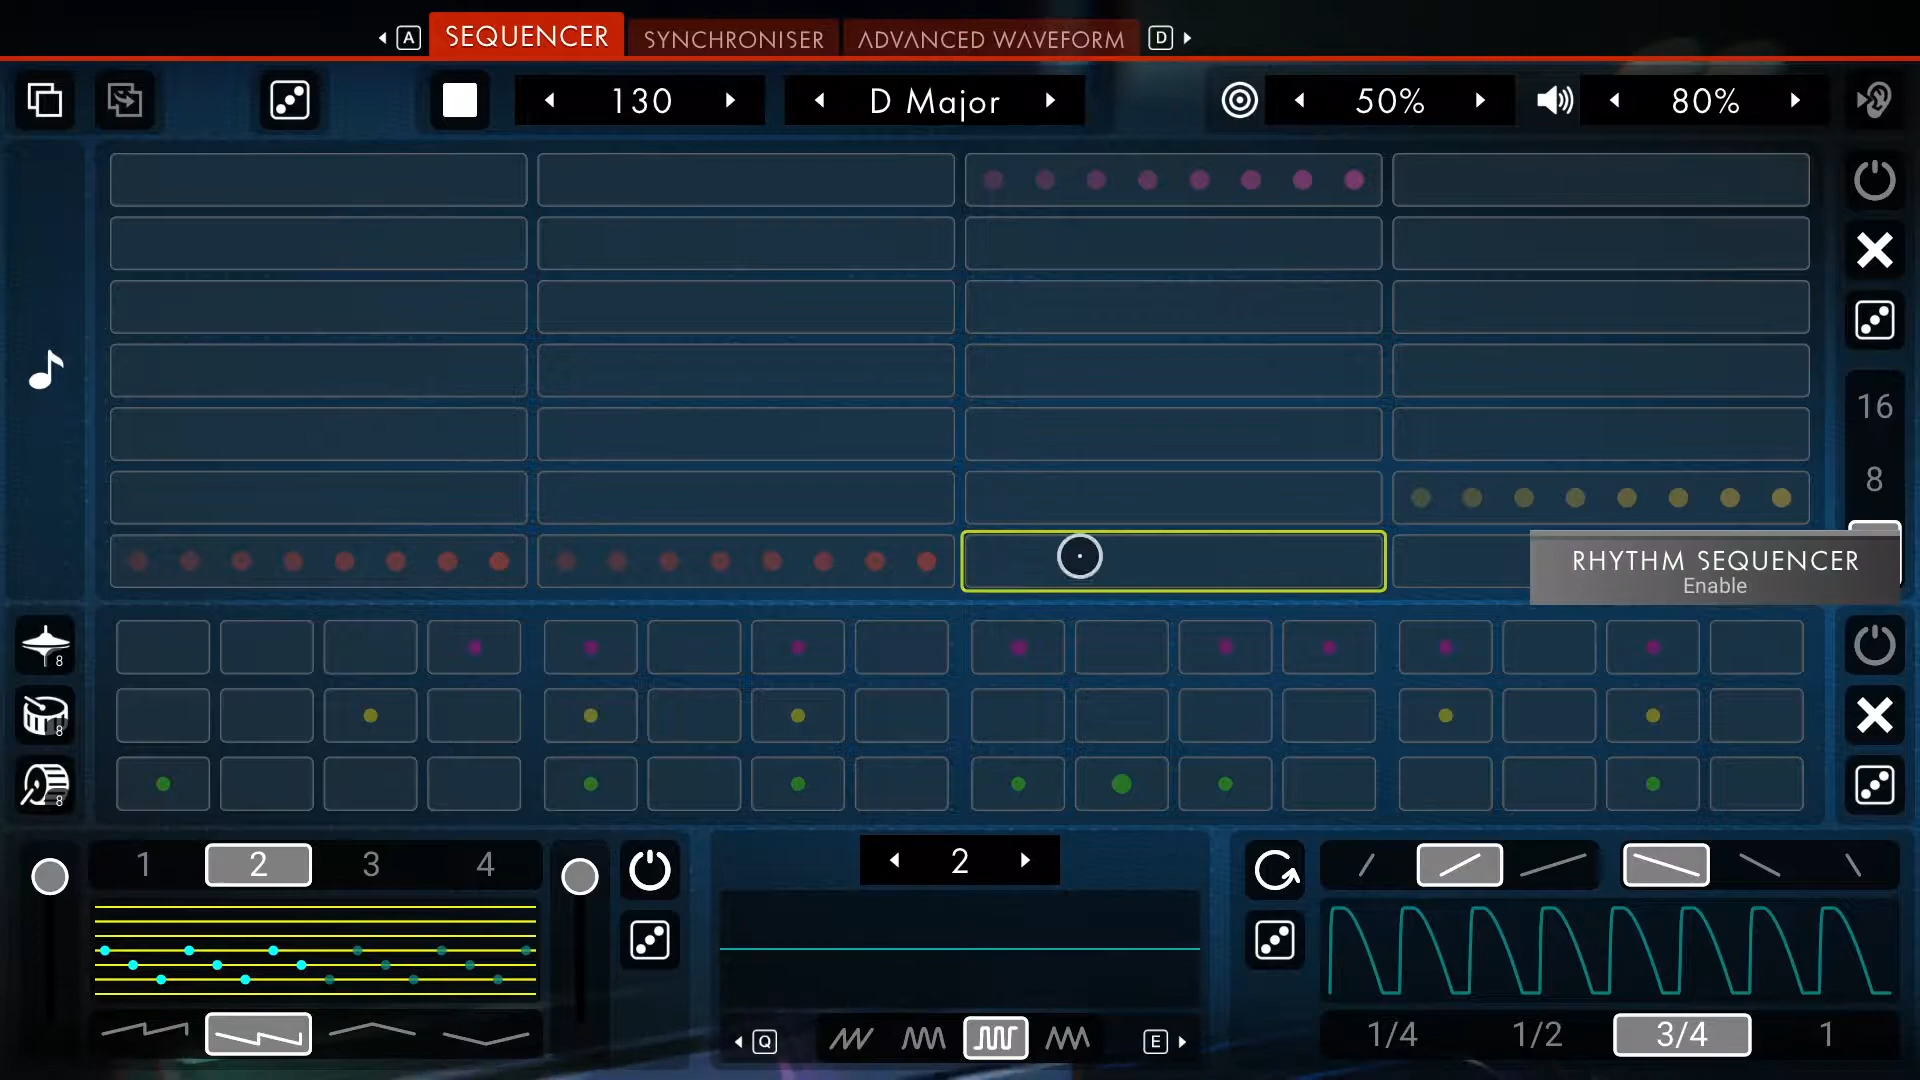 A SEQUENCER SYNCHRONISER ADVANCED WAVEFORM D
130 D Major 50% 80%
16
8
RHYTHM SEQUENCER
Enable
8
8
8
1 2 3 4
2
Q E
1/4 1/2 3/4 1